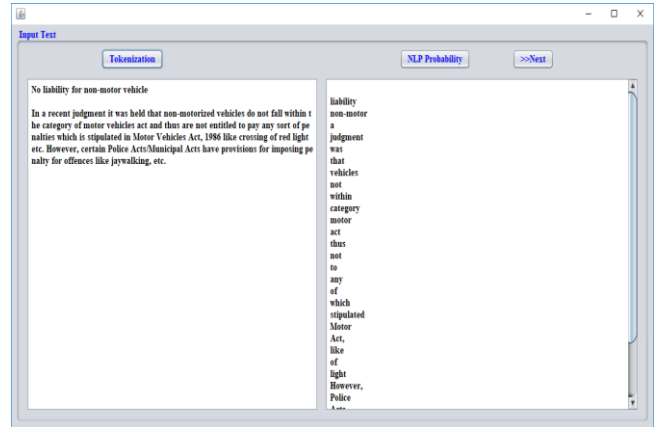 Input Text
Tokenization
NLP Probability
>>Next
No liability for non-motor vehicle
In a recent judgment it was held that non-motorized vehicles do not fall within t
he category of motor vehicles act and thus are not entitled to pay any sort of pe
nalties which is stipulated in Motor Vehicles Act, 1986 like crossing of red light
etc. However, certain Police Acts/Municipal Acts have provisions for imposing pe
nalty for offences like jaywalking, etc.
liability
non-motor
a
judgment
was
that
vehicles
not
within
category
motor
act
thus
not
to
any
of
which
stipulated
Motor
Act,
like
of
light
However,
Police
Acts